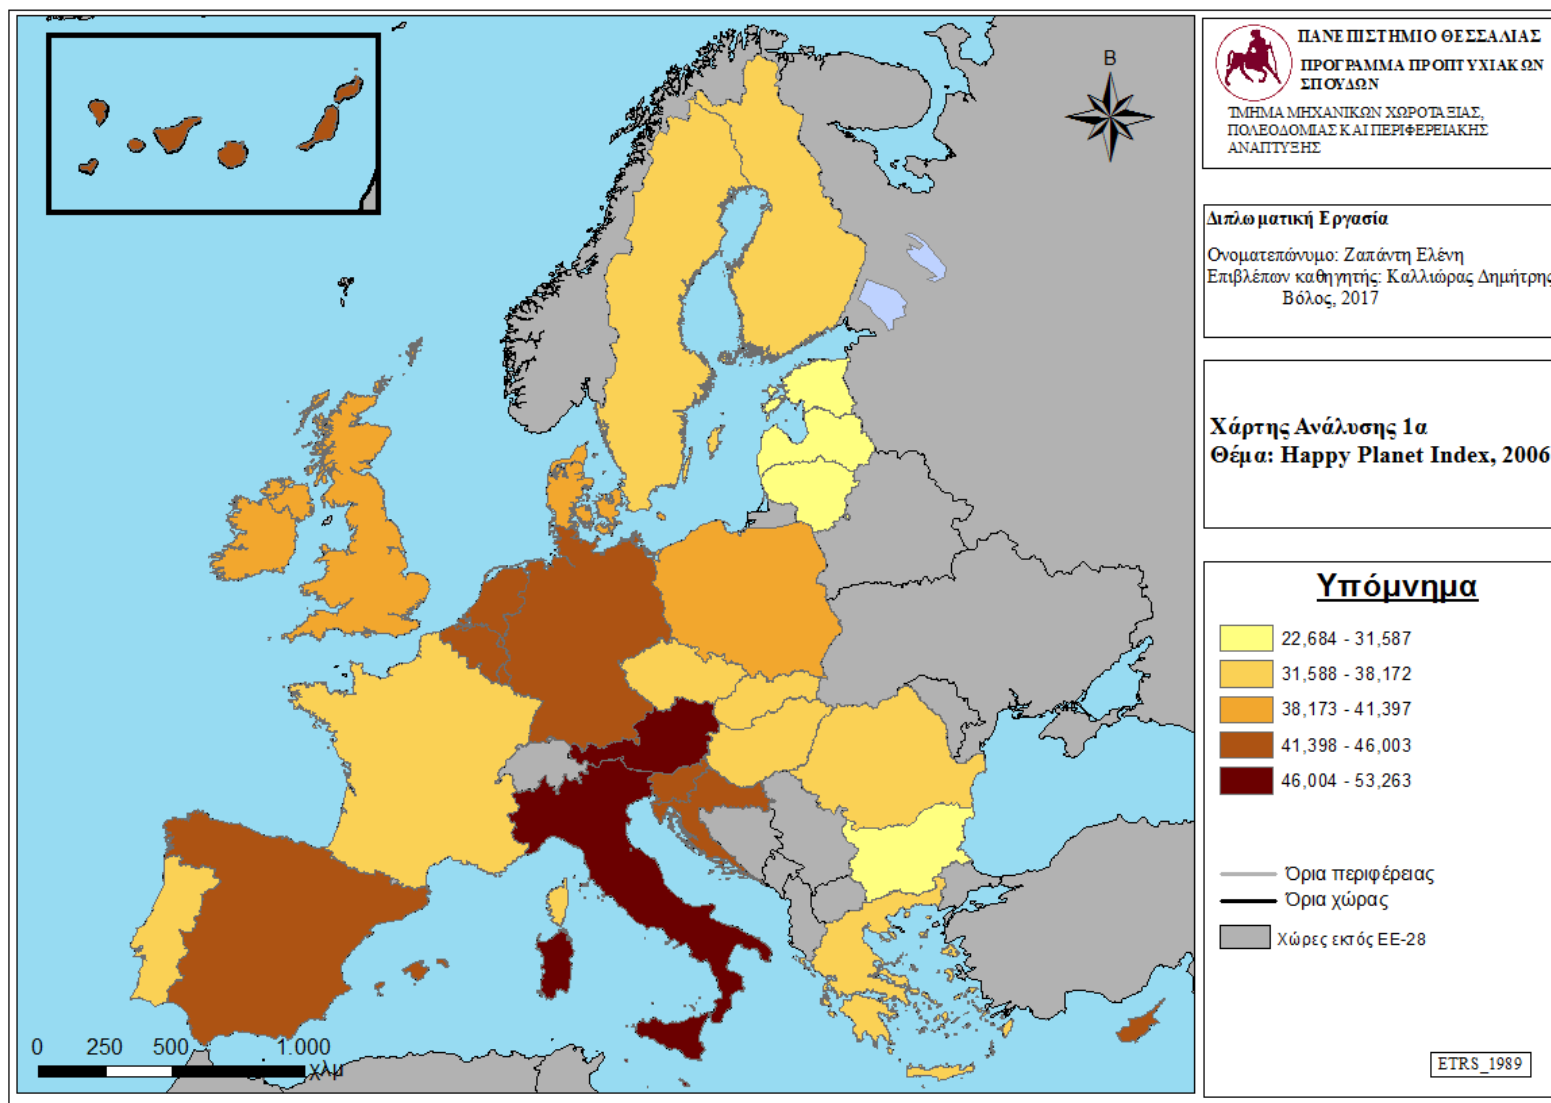 Β
ΠΑΝΕΠΙΣΤΗΜΙΟ ΘΕΣΣΑΛΙΑΣ
ΠΡΟΓΡΑΜΜΑ ΠΡΟΠΤΥΧΙΑΚΩΝ
ΣΠΟΥΔΩΝ
ΤΜΗΜΑ ΜΗΧΑΝΙΚΩΝ ΧΩΡΟΤΑΞΙΑΣ,
ΠΟΛΕΟΔΟΜΙΑΣ ΚΑΙ ΠΕΡΙΦΕΡΕΙΑΚΗΣ
ΑΝΑΠΤΥΞΗΣ
Διπλωματική Εργασία
Ονοματεπώνυμο: Ζαπάντη Ελένη
Επιβλέπων καθηγητής: Καλλιώρας Δημήτρης
Βόλος, 2017
Χάρτης Ανάλυσης 1α
Θέμα: Happy Planet Index, 2006
Υπόμνημα
22,684 - 31,587
31,588 - 38,172
38,173 - 41,397
41,398 - 46,003
46,004 - 53,263
Όρια περιφέρειας
Όρια χώρας
Χώρες εκτός ΕΕ-28
ETRS_1989
0 250 500 1.000
χλμ